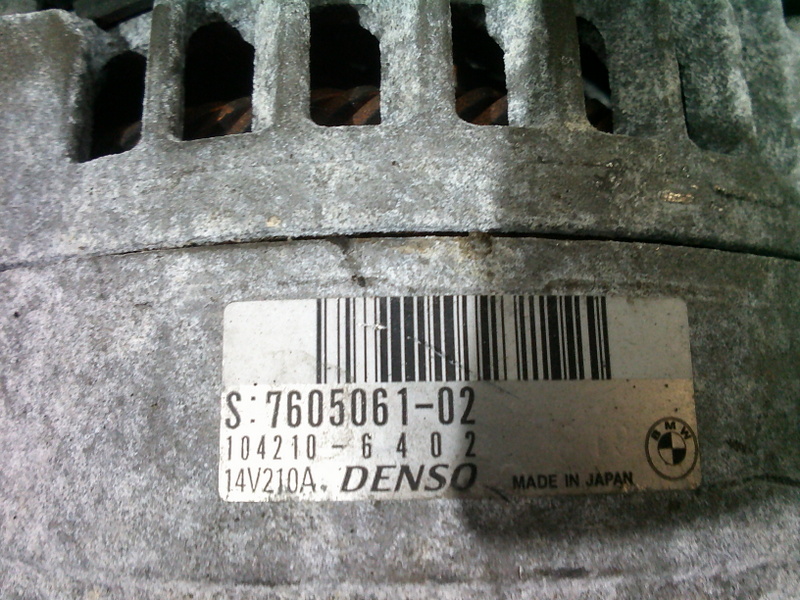 S:7605061-02
104210-6402
14V210A. DENSO MADE IN JAPAN
BMW